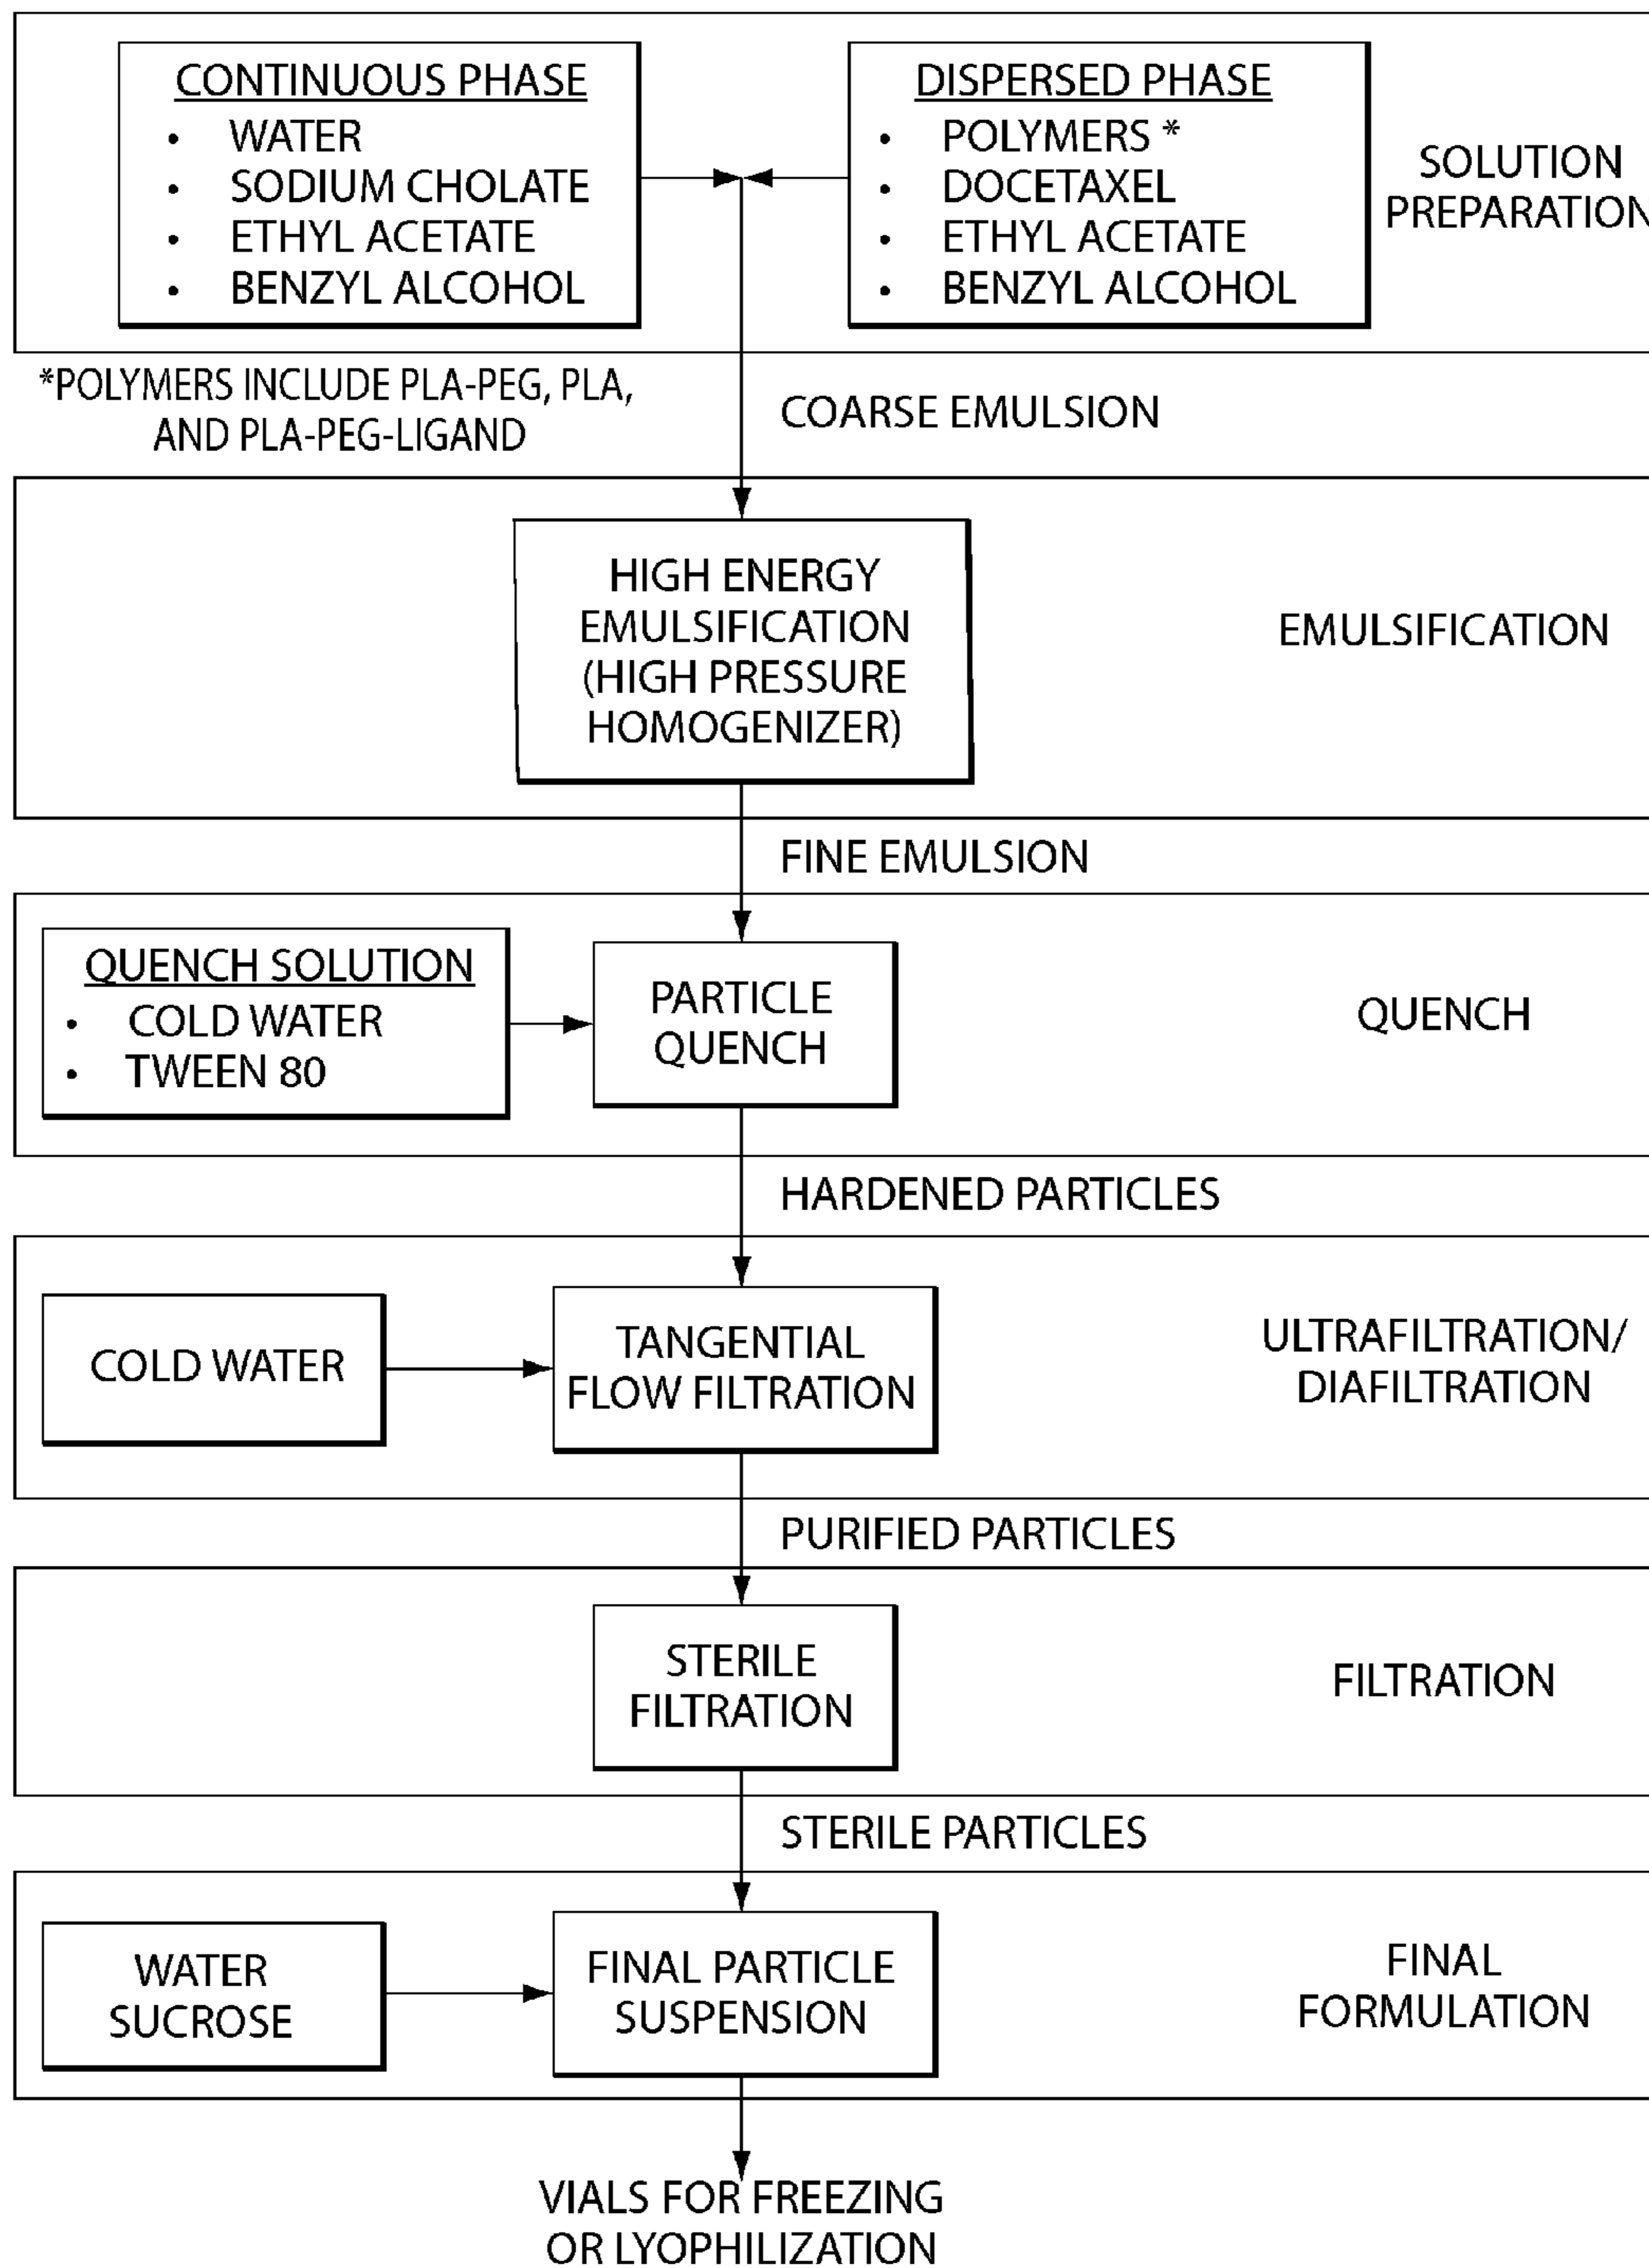 CONTINUOUS PHASE
• WATER
• SODIUM CHOLATE
• ETHYL ACETATE
• BENZYL ALCOHOL
DISPERSED PHASE
• POLYMERS *
• DOCETAXEL
• ETHYL ACETATE
• BENZYL ALCOHOL
SOLUTION
PREPARATION
*POLYMERS INCLUDE PLA-PEG, PLA,
AND PLA-PEG-LIGAND
COARSE EMULSION
HIGH ENERGY
EMULSIFICATION
(HIGH PRESSURE
HOMOGENIZER)
EMULSIFICATION
FINE EMULSION
QUENCH SOLUTION
• COLD WATER
• TWEEN 80
PARTICLE
QUENCH
QUENCH
HARDENED PARTICLES
COLD WATER
TANGENTIAL
FLOW FILTRATION
ULTRAFILTRATION/
DIAFILTRATION
PURIFIED PARTICLES
STERILE
FILTRATION
FILTRATION
STERILE PARTICLES
WATER
SUCROSE
FINAL PARTICLE
SUSPENSION
FINAL
FORMULATION
VIALS FOR FREEZING
OR LYOPHILIZATION